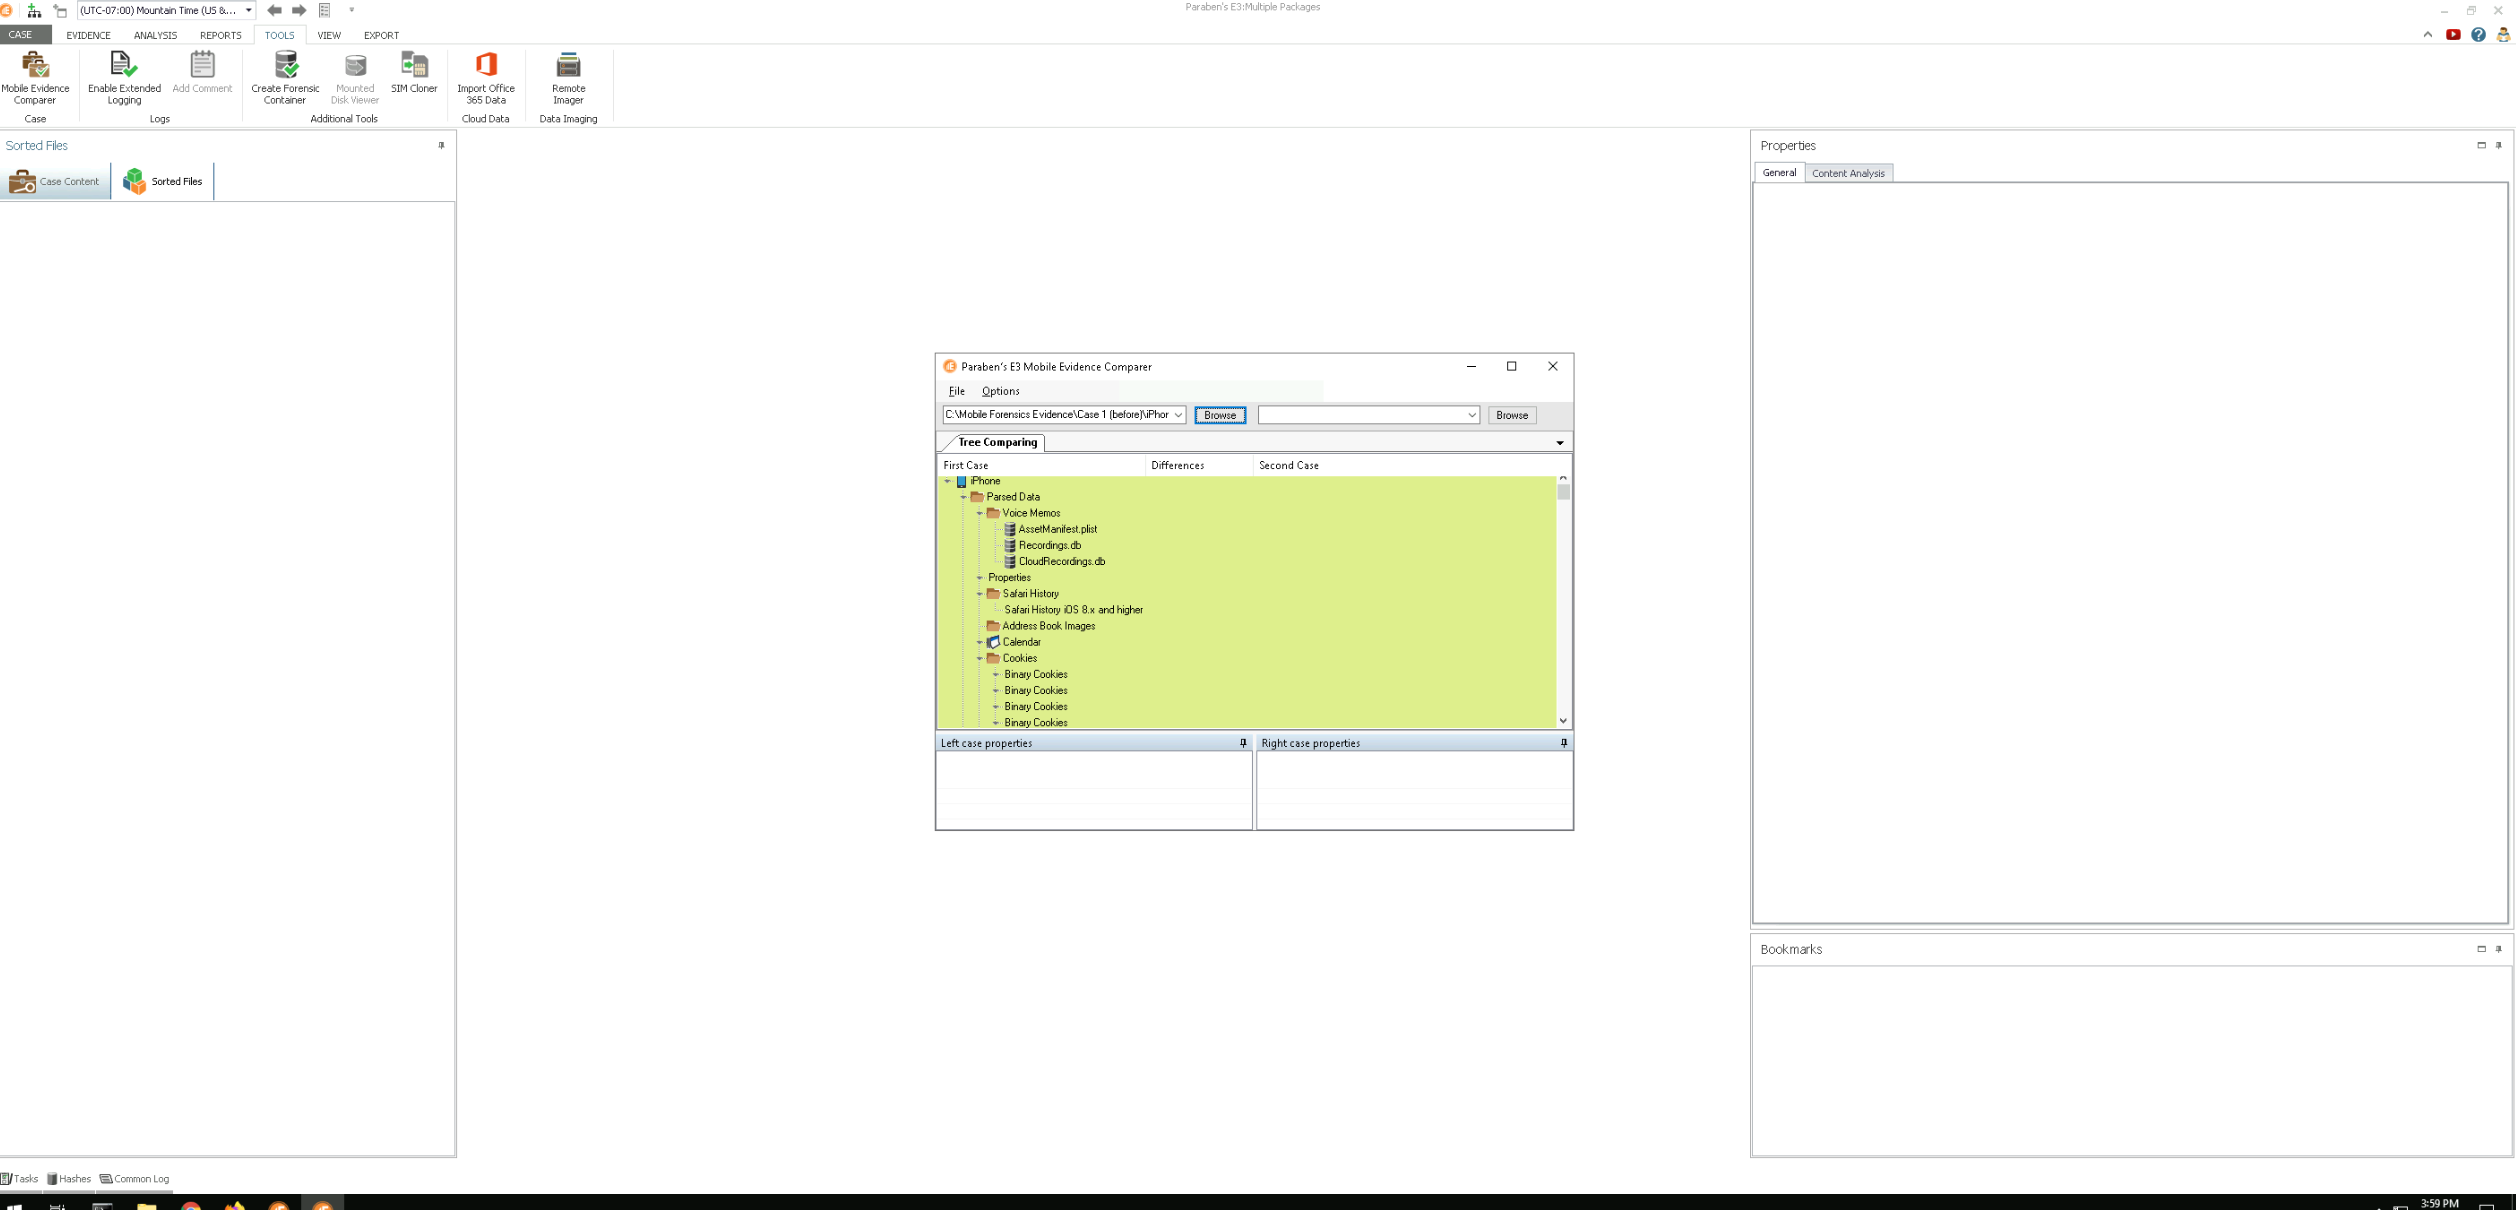 (UTC-07:00) Mountain Time (US &...
Paraben's E3:Multiple Packages
CASE EVIDENCE ANALYSIS REPORTS TOOLS VIEW EXPORT
Mobile Evidence Comparer
Enable Extended Logging
Add Comment
Create Forensic Container
Mounted Disk Viewer
SIM Cloner
Import Office 365 Data
Remote Imager
Case Logs Additional Tools Cloud Data Data Imaging
Sorted Files
Case Content Sorted Files
Properties
General Content Analysis
Paraben's E3 Mobile Evidence Comparer
File Options
C:\Mobile Forensics Evidence\Case 1 (before)\iPhor Browse Browse
Tree Comparing
First Case Differences Second Case
iPhone
Parsed Data
Voice Memos
AssetManifest.plist
Recordings.db
CloudRecordings.db
Properties
Safari History
Safari History iOS 8.x and higher
Address Book Images
Calendar
Cookies
Binary Cookies
Binary Cookies
Binary Cookies
Binary Cookies
Left case properties Right case properties
Bookmarks
Tasks Hashes Common Log
3:59 PM